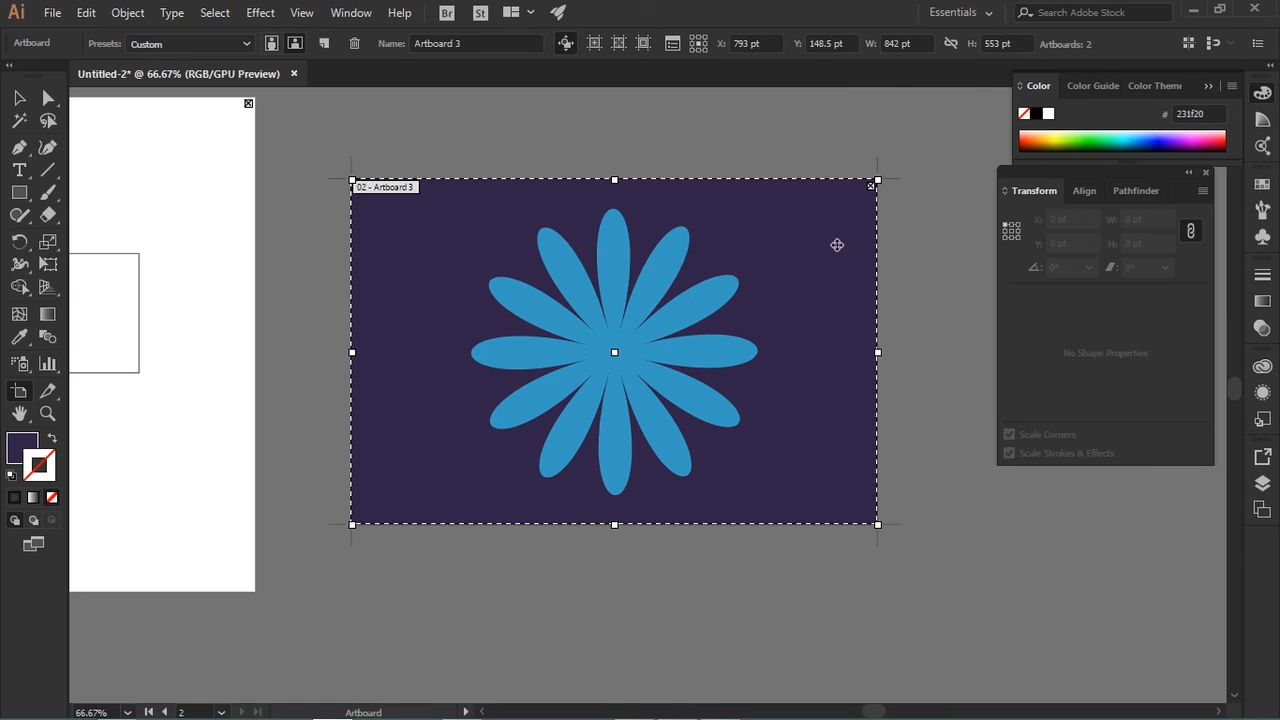 Ai File Edit Object Type Select Effect View Window Help Br St Essentials Search Adobe Stock
Artboard Presets: Custom Name: Artboard 3 X: 793 pt Y: 148.5 pt W: 842 pt H: 553 pt Artboards: 2
Untitled-2* @ 66.67% (RGB/GPU Preview)
Color Color Guide Color Theme
# 231f20
02 - Artboard 3
Transform Align Pathfinder
X: 0 pt W: 0 pt
Y: 0 pt H: 0 pt
0° 0°
No Shape Properties
Scale Corners
Scale Strokes & Effects
66.67% 2 Artboard